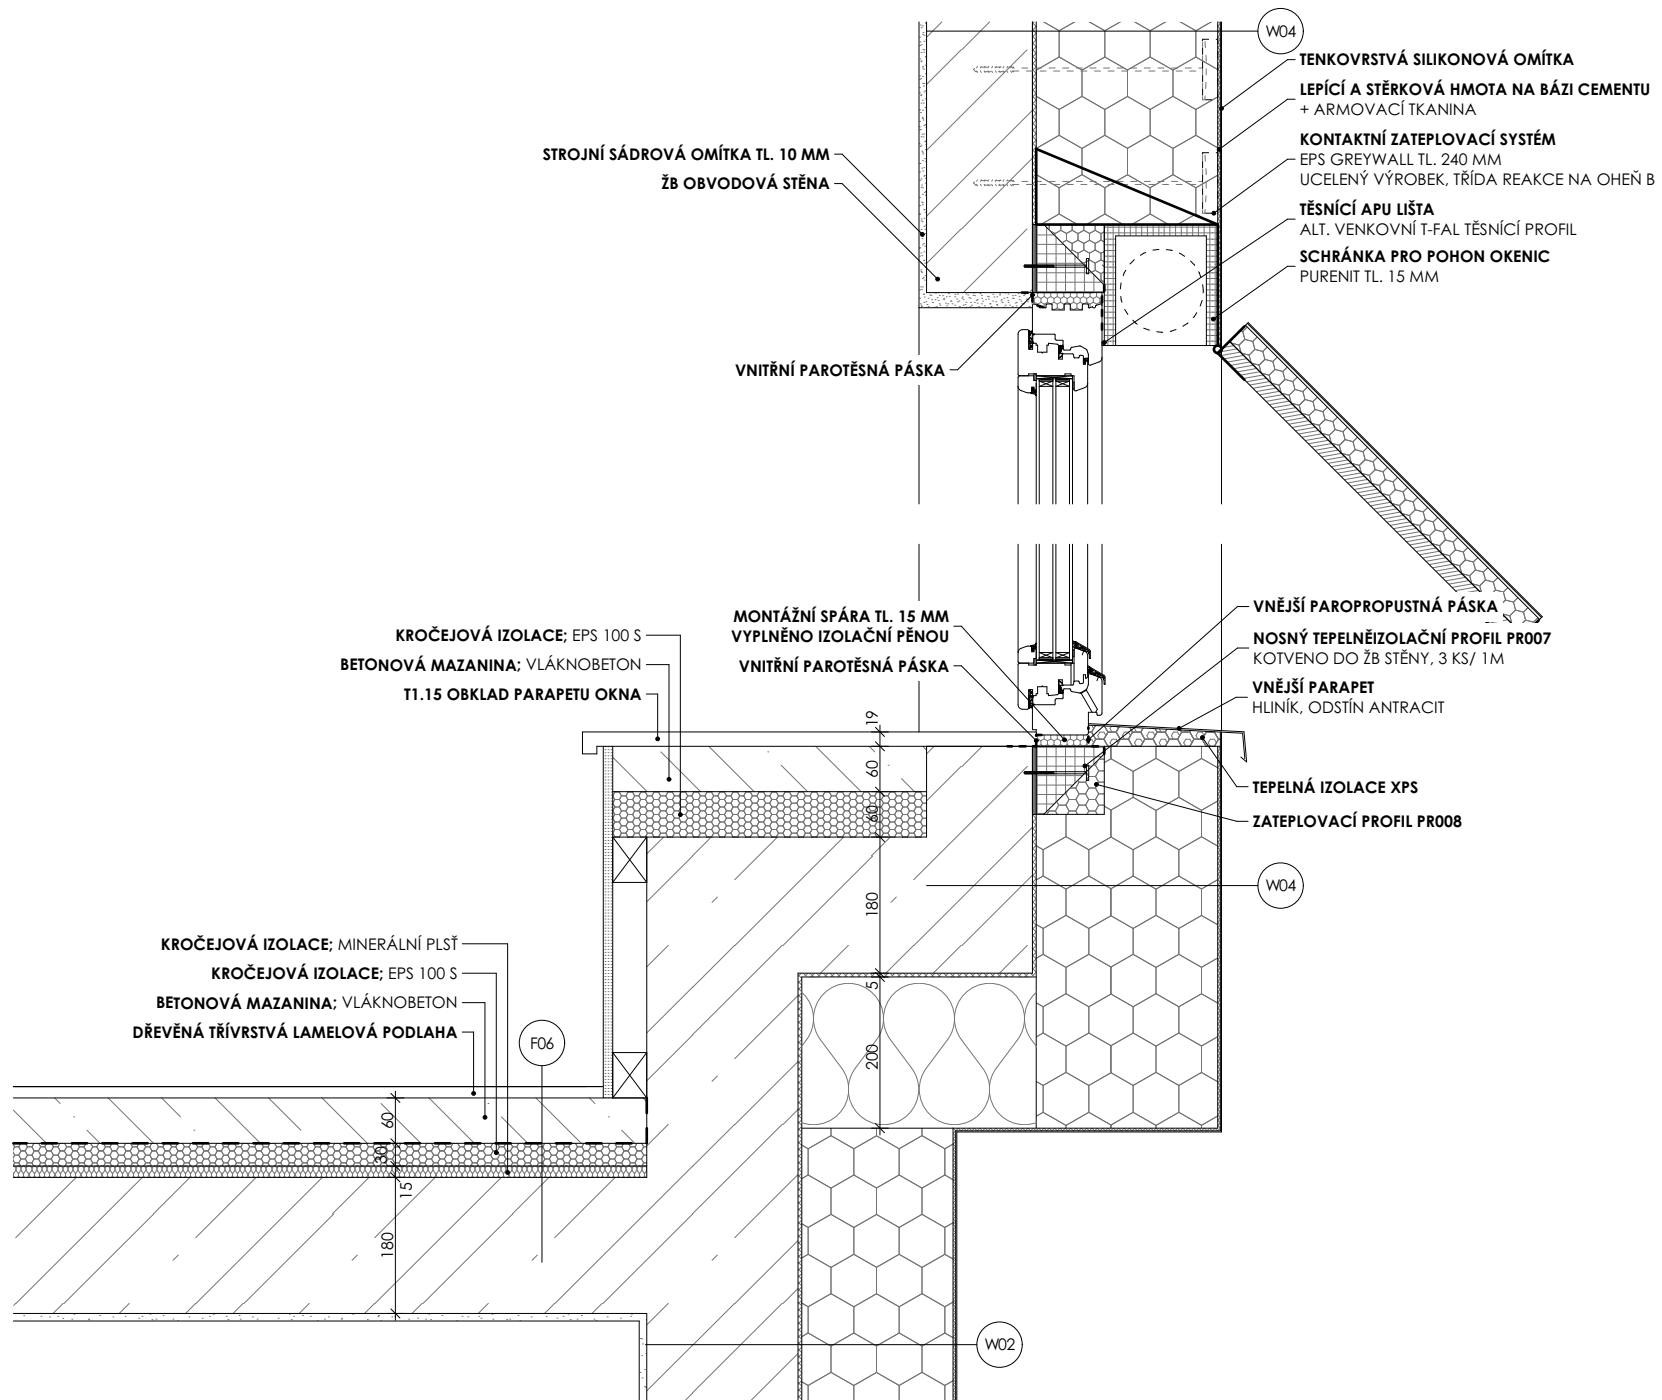 W04
TENKOVRSTVÁ SILIKONOVÁ OMÍTKA
LEPÍCÍ A STĚRKOVÁ HMOTA NA BÁZI CEMENTU
+ ARMOVACÍ TKANINA
KONTAKTNÍ ZATEPLOVACÍ SYSTÉM
EPS GREYWALL TL. 240 MM
UCELENÝ VÝROBEK, TŘÍDA REAKCE NA OHEŇ B
TĚSNÍCÍ APU LIŠTA
ALT. VENKOVNÍ T-FAL TĚSNÍCÍ PROFIL
SCHRÁNKA PRO POHON OKENIC
PURENIT TL. 15 MM
STROJNÍ SÁDROVÁ OMÍTKA TL. 10 MM
ŽB OBVODOVÁ STĚNA
VNITŘNÍ PAROTĚSNÁ PÁSKA
MONTÁŽNÍ SPÁRA TL. 15 MM
VYPLNĚNO IZOLAČNÍ PĚNOU
VNITŘNÍ PAROTĚSNÁ PÁSKA
KROČEJOVÁ IZOLACE; EPS 100 S
BETONOVÁ MAZANINA; VLÁKNOBETON
T1.15 OBKLAD PARAPETU OKNA
VNĚJŠÍ PAROPROPUSTNÁ PÁSKA
NOSNÝ TEPELNĚIZOLAČNÍ PROFIL PR007
KOTVENO DO ŽB STĚNY, 3 KS/ 1M
VNĚJŠÍ PARAPET
HLINÍK, ODSTÍN ANTRACIT
TEPELNÁ IZOLACE XPS
ZATEPLOVACÍ PROFIL PR008
19
60
60
180
5
200
W04
KROČEJOVÁ IZOLACE; MINERÁLNÍ PLSŤ
KROČEJOVÁ IZOLACE; EPS 100 S
BETONOVÁ MAZANINA; VLÁKNOBETON
DŘEVĚNÁ TŘÍVRSTVÁ LAMELOVÁ PODLAHA
F06
60
30
15
180
W02